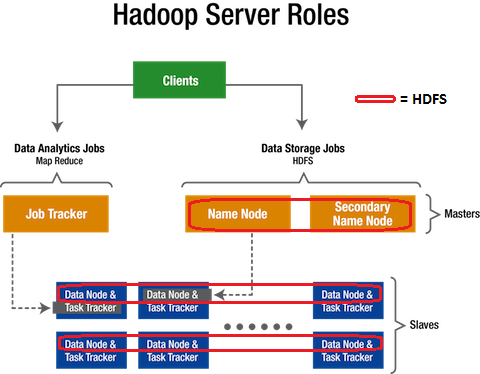 Hadoop Server Roles
Clients
= HDFS
Data Analytics Jobs
Map Reduce
Data Storage Jobs
HDFS
Job Tracker
Name Node
Secondary
Name Node
Masters
Data Node &
Task Tracker
Data Node &
Task Tracker
Data Node &
Task Tracker
Slaves
Data Node &
Task Tracker
Data Node &
Task Tracker
Data Node &
Task Tracker